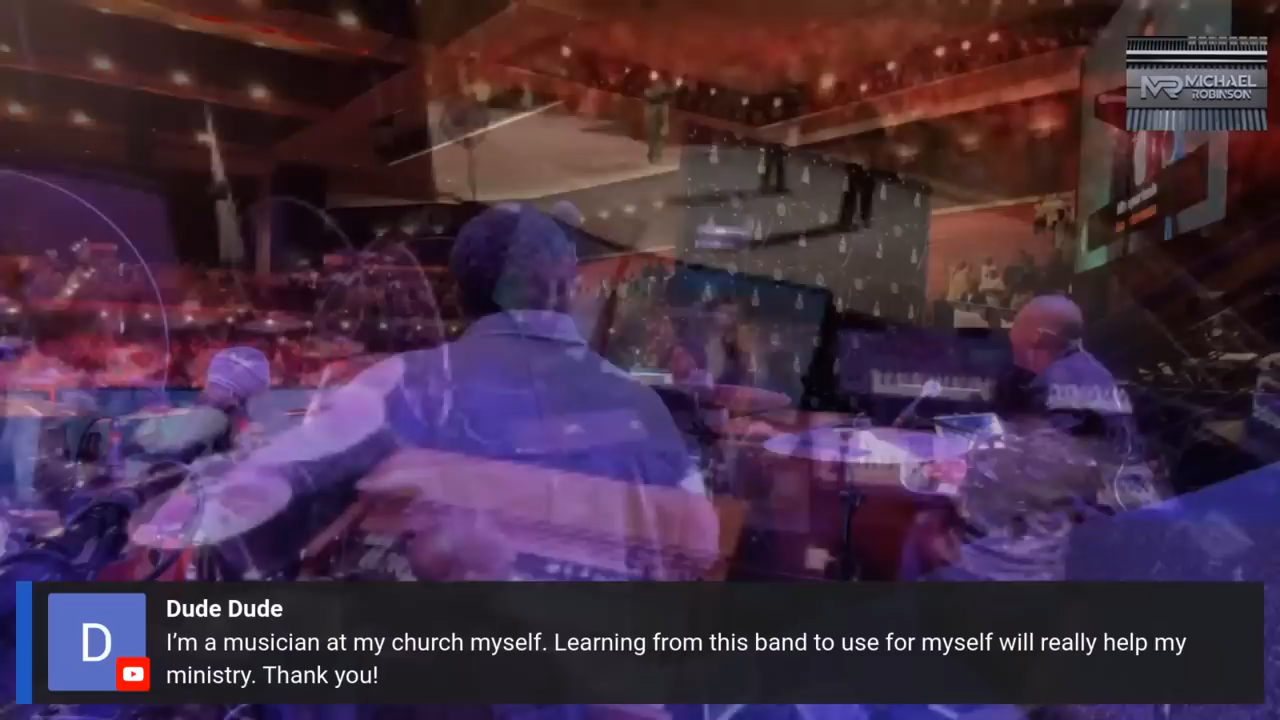 MICHAEL
ROBINSON
Dude Dude
I’m a musician at my church myself. Learning from this band to use for myself will really help my
ministry. Thank you!
D